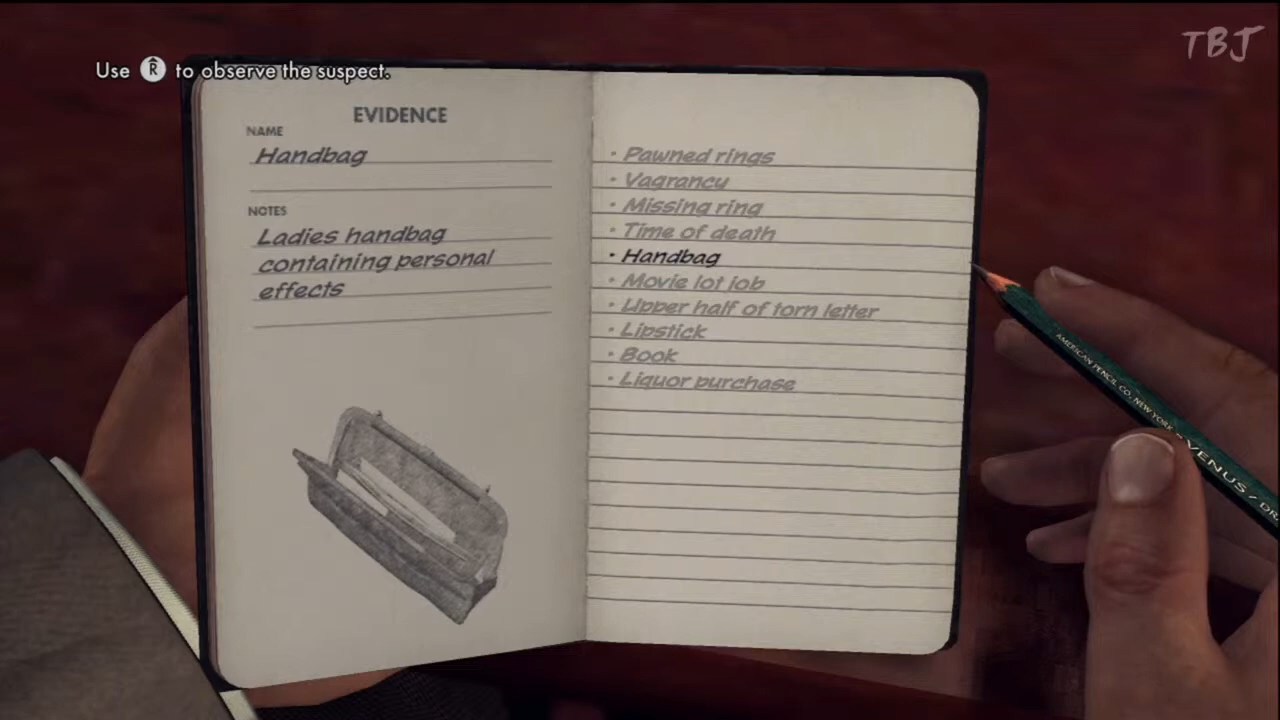 TBJ
Use R to observe the suspect.
EVIDENCE
NAME
Handbag
NOTES
Ladies handbag
containing personal
effects
· Pawned rings
· Vagrancy
· Missing ring
· Time of death
· Handbag
· Movie lot job
· Upper half of torn letter
· Lipstick
· Book
· Liquor purchase
AMERICAN PENCIL CO. NEW YORK VENUS / DR